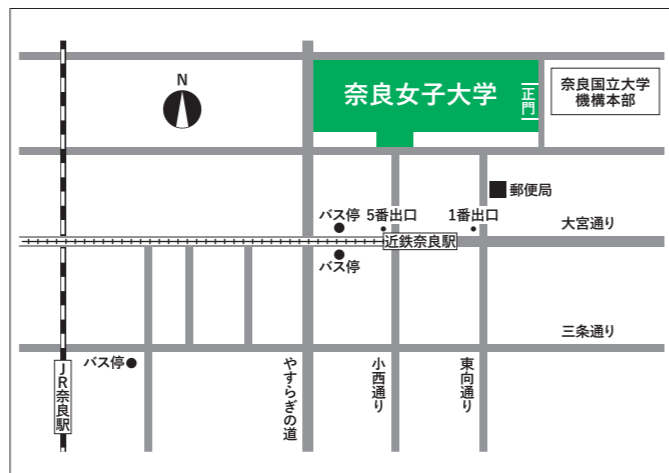 N
奈良女子大学
正門
奈良国立大学
機構本部
郵便局
バス停
5番出口
1番出口
大宮通り
近鉄奈良駅
バス停
三条通り
バス停
JR奈良駅
やすらぎの道
小西通り
東向通り